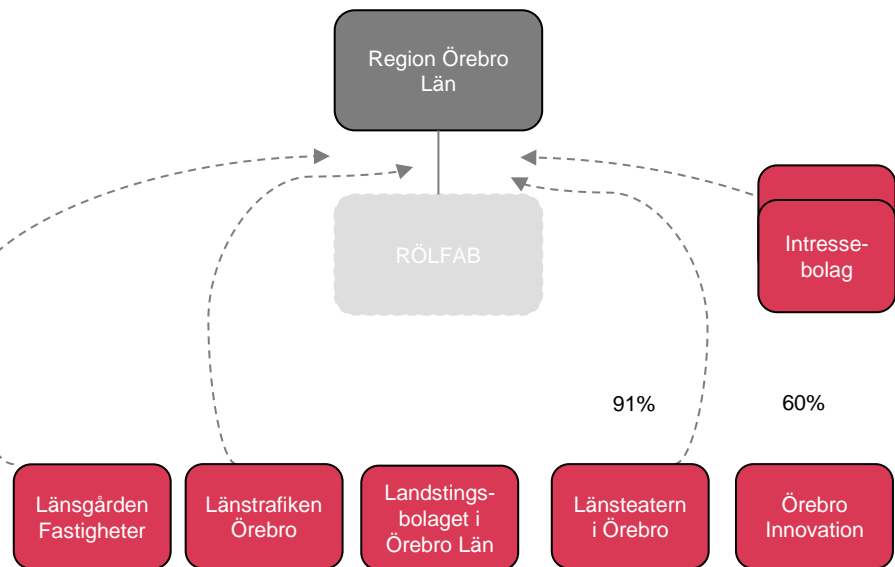 Region Örebro
Län
RÖLFAB
Intresse-
bolag
91%
60%
Länsgården
Fastigheter
Länstrafiken
Örebro
Landstings-
bolaget i
Örebro Län
Länsteatern
i Örebro
Örebro
Innovation